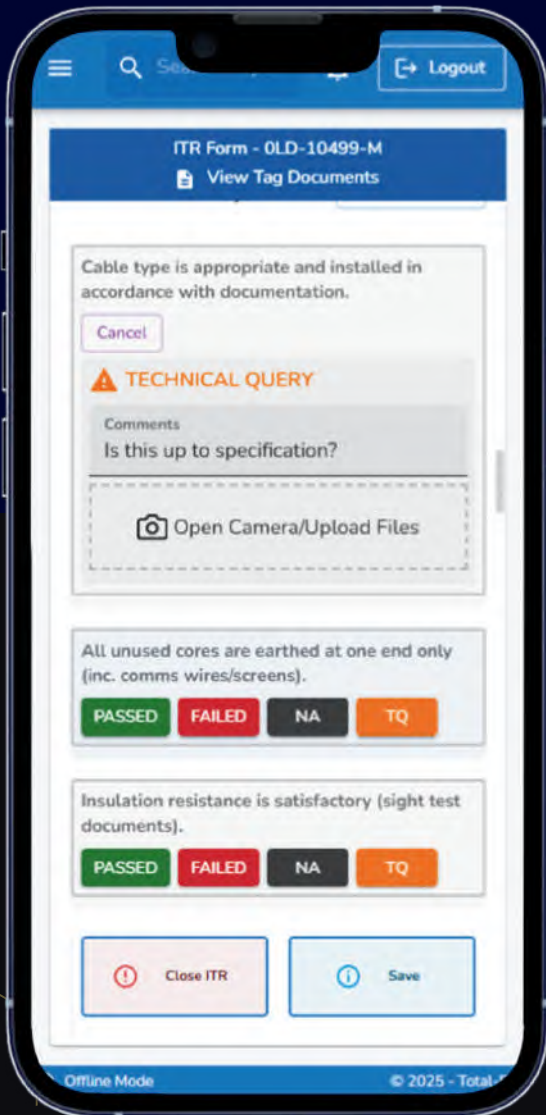 Logout
ITR Form - 0LD-10499-M
View Tag Documents
Cable type is appropriate and installed in
accordance with documentation.
Cancel
TECHNICAL QUERY
Comments
Is this up to specification?
Open Camera/Upload Files
All unused cores are earthed at one end only
(inc. comms wires/screens).
PASSED FAILED NA TQ
Insulation resistance is satisfactory (sight test
documents).
PASSED FAILED NA TQ
Close ITR Save
Offline Mode © 2025 - Total-